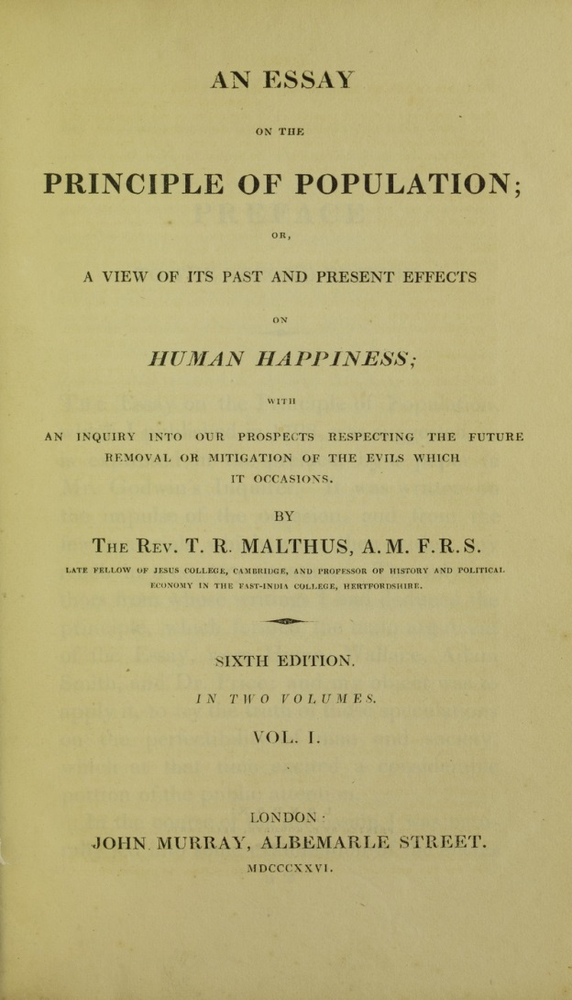 AN ESSAY
ON THE
PRINCIPLE OF POPULATION;
OR,
A VIEW OF ITS PAST AND PRESENT EFFECTS
ON
HUMAN HAPPINESS;
WITH
AN INQUIRY INTO OUR PROSPECTS RESPECTING THE FUTURE
REMOVAL OR MITIGATION OF THE EVILS WHICH
IT OCCASIONS.
BY
THE REV. T. R. MALTHUS, A.M. F.R.S.
LATE FELLOW OF JESUS COLLEGE, CAMBRIDGE, AND PROFESSOR OF HISTORY AND POLITICAL
ECONOMY IN THE EAST-INDIA COLLEGE, HERTFORDSHIRE.
SIXTH EDITION.
IN TWO VOLUMES.
VOL. I.
LONDON:
JOHN MURRAY, ALBEMARLE STREET.
MDCCCXXVI.